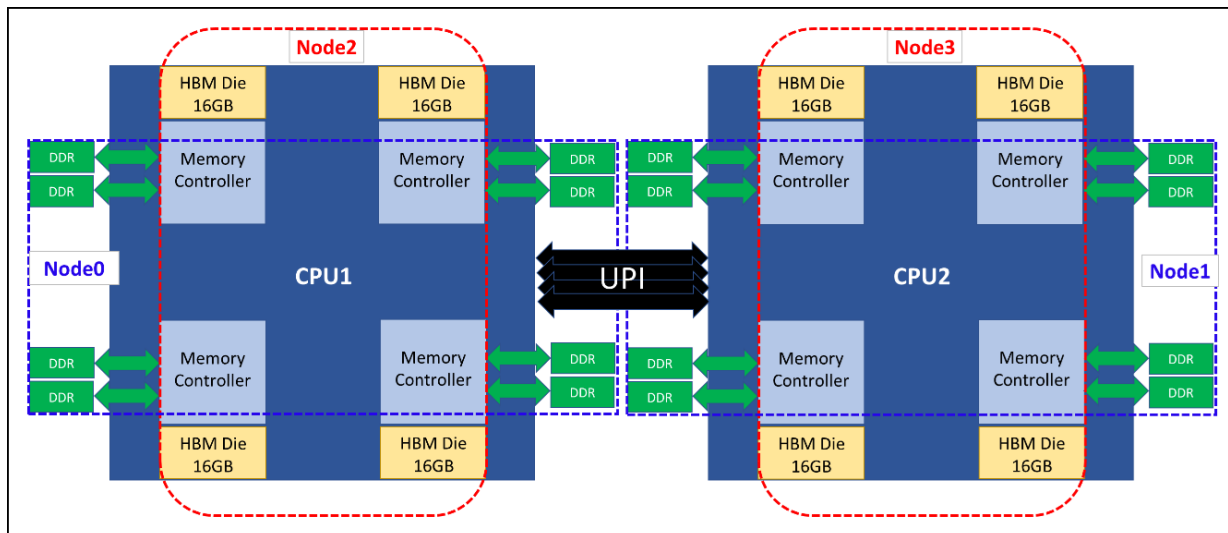 Node2
Node3
HBM Die
16GB
HBM Die
16GB
HBM Die
16GB
HBM Die
16GB
DDR
DDR
Memory
Controller
Memory
Controller
DDR
DDR
DDR
DDR
Memory
Controller
Memory
Controller
DDR
DDR
Node0
CPU1
UPI
CPU2
Node1
DDR
DDR
Memory
Controller
Memory
Controller
DDR
DDR
DDR
DDR
Memory
Controller
Memory
Controller
DDR
DDR
HBM Die
16GB
HBM Die
16GB
HBM Die
16GB
HBM Die
16GB